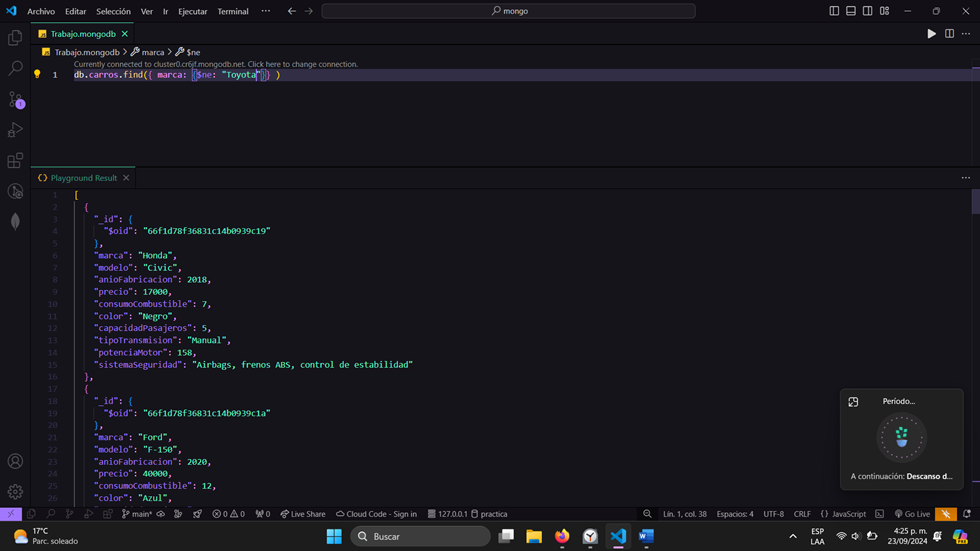 Archivo Editar Selección Ver Ir Ejecutar Terminal ··· mongo
Trabajo.mongodb
Trabajo.mongodb > marca > $ne
Currently connected to cluster0.cr6ijf.mongodb.net. Click here to change connection.
1 db.carros.find({ marca: {$ne: "Toyota"}} )
Playground Result
1 [
2 {
3 "_id": {
4 "$oid": "66f1d78f36831c14b0939c19"
5 },
6 "marca": "Honda",
7 "modelo": "Civic",
8 "anioFabricacion": 2018,
9 "precio": 17000,
10 "consumoCombustible": 7,
11 "color": "Negro",
12 "capacidadPasajeros": 5,
13 "tipoTransmision": "Manual",
14 "potenciaMotor": 158,
15 "sistemaSeguridad": "Airbags, frenos ABS, control de estabilidad"
16 },
17 {
18 "_id": {
19 "$oid": "66f1d78f36831c14b0939c1a"
20 },
21 "marca": "Ford",
22 "modelo": "F-150",
23 "anioFabricacion": 2020,
24 "precio": 40000,
25 "consumoCombustible": 12,
26 "color": "Azul",
1
Período...
A continuación: Descanso d...
main* 0 0 0 Live Share Cloud Code - Sign in 127.0.0.1 practica Lín. 1, col. 38 Espacios: 4 UTF-8 CRLF {} JavaScript Go Live
17°C
Parc. soleado
Buscar
ESP
LAA
4:25 p. m.
23/09/2024